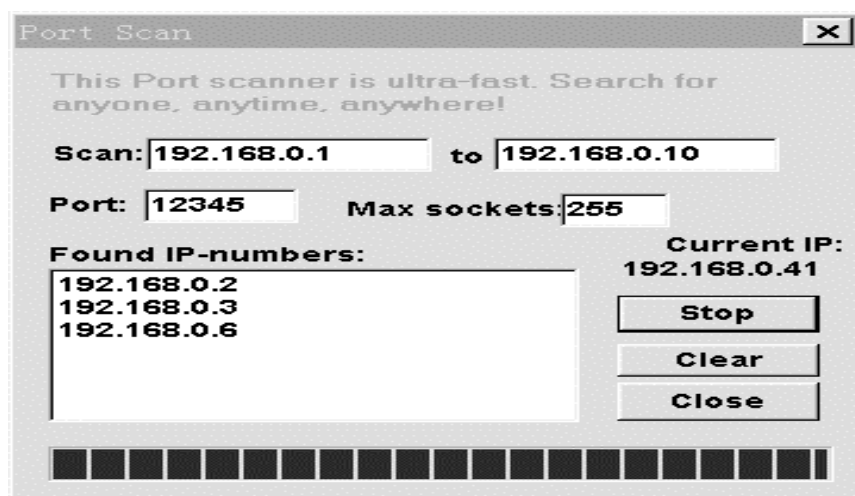 Port Scan
This Port scanner is ultra-fast. Search for
anyone, anytime, anywhere!
Scan: 192.168.0.1 to 192.168.0.10
Port: 12345 Max sockets: 255
Found IP-numbers:
Current IP:
192.168.0.41
192.168.0.2
192.168.0.3
192.168.0.6
Stop
Clear
Close